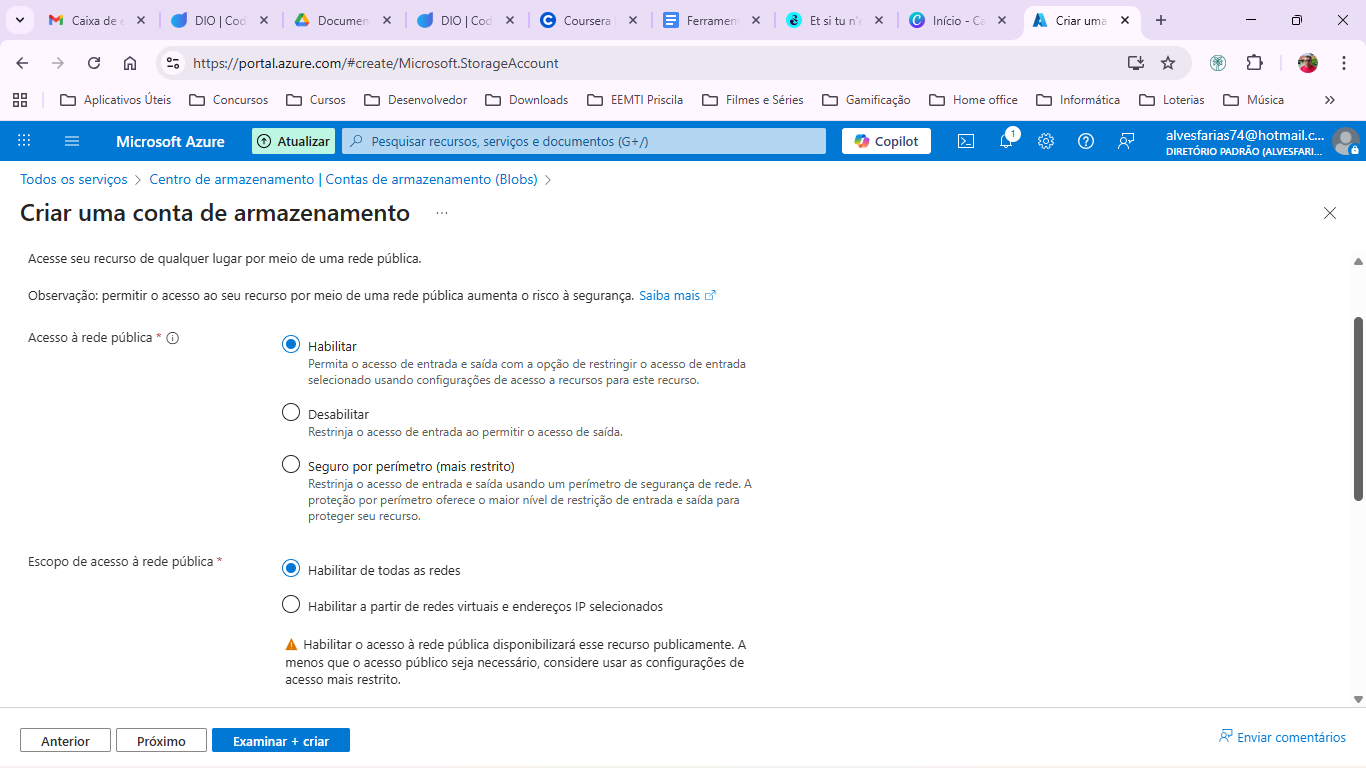 Caixa de e
DIO | Cod
Documen
DIO | Cod
Coursera
Ferrament
Et si tu n'e
Início - Ca
Criar uma
https://portal.azure.com/#create/Microsoft.StorageAccount
Aplicativos Úteis
Concursos
Cursos
Desenvolvedor
Downloads
EEMTI Priscila
Filmes e Séries
Gamificação
Home office
Informática
Loterias
Música
Microsoft Azure
Atualizar
Pesquisar recursos, serviços e documentos (G+/)
Copilot
1
alvesfarias74@hotmail.c...
DIRETÓRIO PADRÃO (ALVESFARI...
Todos os serviços > Centro de armazenamento | Contas de armazenamento (Blobs) >
Criar uma conta de armazenamento ...
Acesse seu recurso de qualquer lugar por meio de uma rede pública.
Observação: permitir o acesso ao seu recurso por meio de uma rede pública aumenta o risco à segurança. Saiba mais
Acesso à rede pública *
Habilitar
Permita o acesso de entrada e saída com a opção de restringir o acesso de entrada
selecionado usando configurações de acesso a recursos para este recurso.
Desabilitar
Restrinja o acesso de entrada ao permitir o acesso de saída.
Seguro por perímetro (mais restrito)
Restrinja o acesso de entrada e saída usando um perímetro de segurança de rede. A
proteção por perímetro oferece o maior nível de restrição de entrada e saída para
proteger seu recurso.
Escopo de acesso à rede pública *
Habilitar de todas as redes
Habilitar a partir de redes virtuais e endereços IP selecionados
Habilitar o acesso à rede pública disponibilizará esse recurso publicamente. A
menos que o acesso público seja necessário, considere usar as configurações de
acesso mais restrito.
Anterior
Próximo
Examinar + criar
Enviar comentários